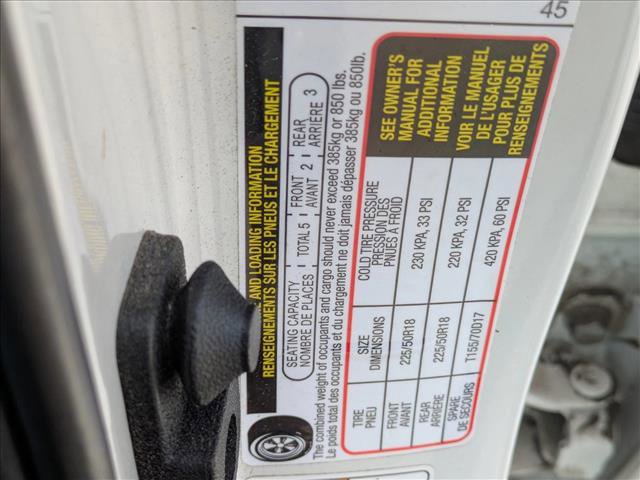 45
AND LOADING INFORMATION
RENSEIGNEMENTS SUR LES PNEUS ET LE CHARGEMENT
SEATING CAPACITY
NOMBRE DE PLACES
TOTAL 5
FRONT
AVANT 2
REAR
ARRIÈRE 3
The combined weight of occupants and cargo should never exceed 385kg or 850 lbs.
Le poids total des occupants et du chargement ne doit jamais dépasser 385kg ou 850lb.
TIRE
PNEU
SIZE
DIMENSIONS
COLD TIRE PRESSURE
PRESSION DES
PNUES À FROID
SEE OWNER'S
MANUAL FOR
ADDITIONAL
INFORMATION
VOIR LE MANUEL
DE L'USAGER
POUR PLUS DE
RENSEIGNEMENTS
FRONT
AVANT
225/50R18
230 KPA, 33 PSI
REAR
ARRIERE
225/50R18
220 KPA, 32 PSI
SPARE
DE SECOURS
T155/70D17
420 KPA, 60 PSI